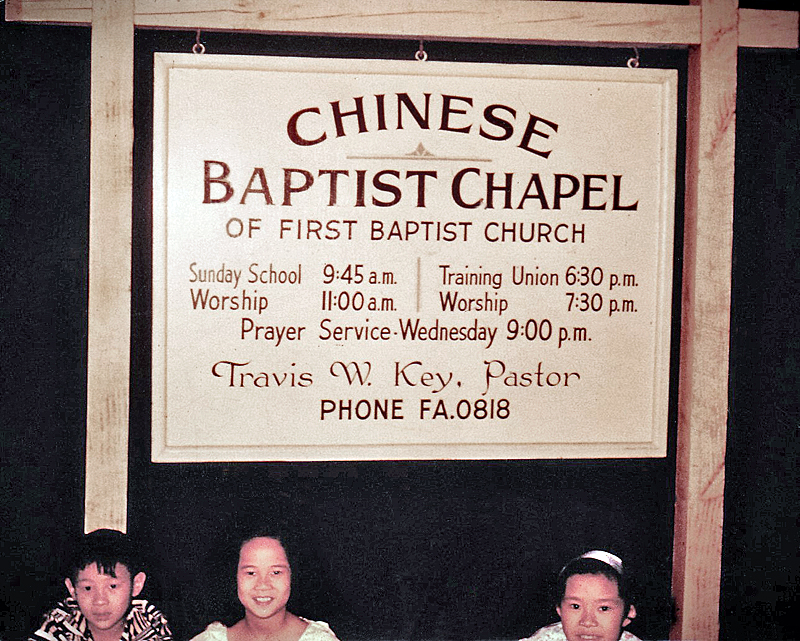 CHINESE
BAPTIST CHAPEL
OF FIRST BAPTIST CHURCH
Sunday School 9:45 a.m. Training Union 6:30 p.m.
Worship 11:00 a.m. Worship 7:30 p.m.
Prayer Service-Wednesday 9:00 p.m.
Travis W. Key, Pastor
PHONE FA.0818